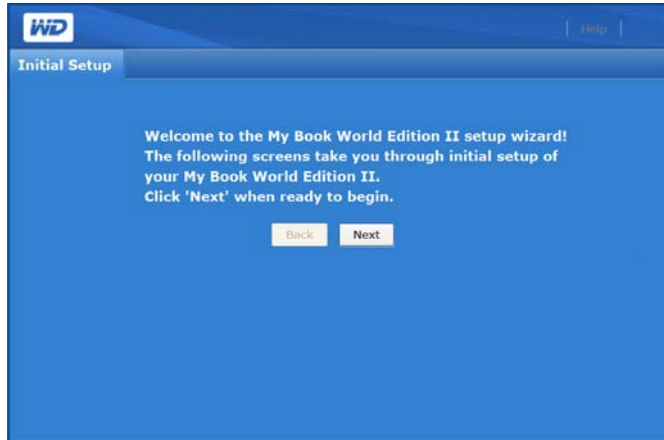 WD
Help
Initial Setup
Welcome to the My Book World Edition II setup wizard!
The following screens take you through initial setup of
your My Book World Edition II.
Click 'Next' when ready to begin.
Back Next